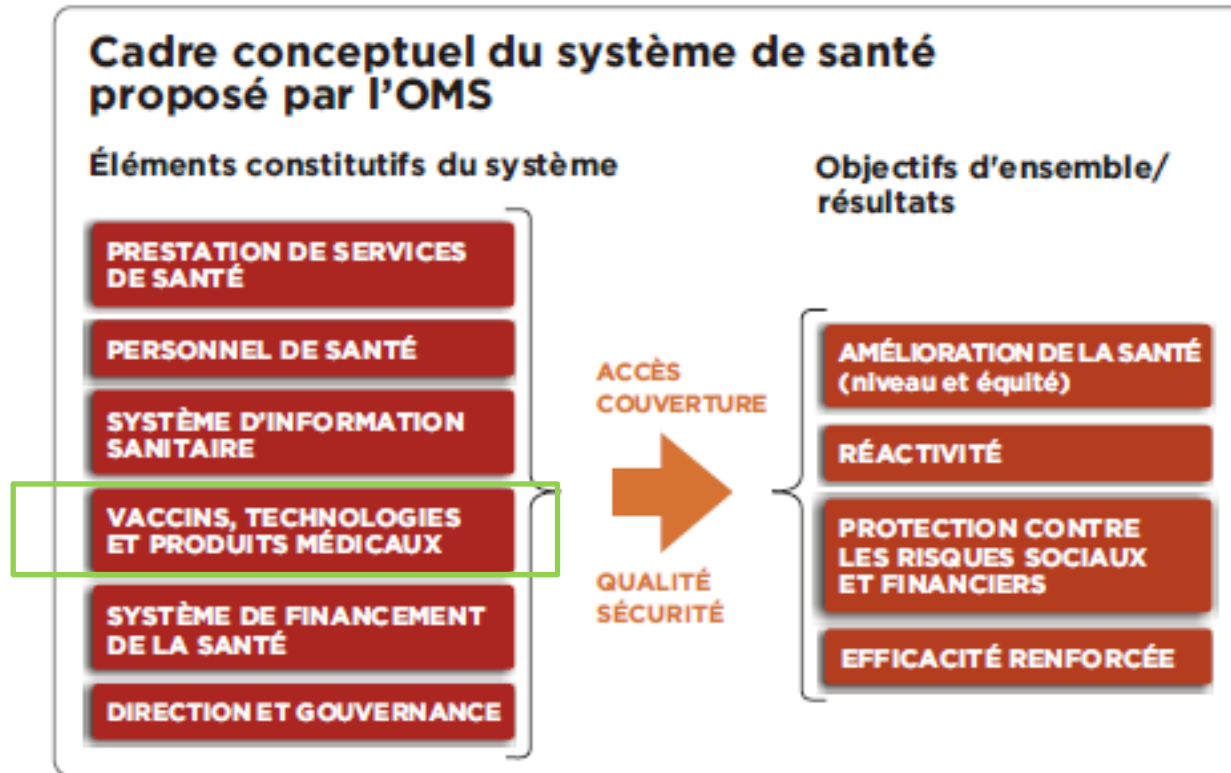 Cadre conceptuel du système de santé
proposé par l'OMS
Éléments constitutifs du système
PRESTATION DE SERVICES
DE SANTÉ
PERSONNEL DE SANTÉ
SYSTÈME D'INFORMATION
SANITAIRE
VACCINS, TECHNOLOGIES
ET PRODUITS MÉDICAUX
SYSTÈME DE FINANCEMENT
DE LA SANTÉ
DIRECTION ET GOUVERNANCE
ACCÈS
COUVERTURE
QUALITÉ
SÉCURITÉ
Objectifs d'ensemble/
résultats
AMÉLIORATION DE LA SANTÉ
(niveau et équité)
RÉACTIVITÉ
PROTECTION CONTRE
LES RISQUES SOCIAUX
ET FINANCIERS
EFFICACITÉ RENFORCÉE